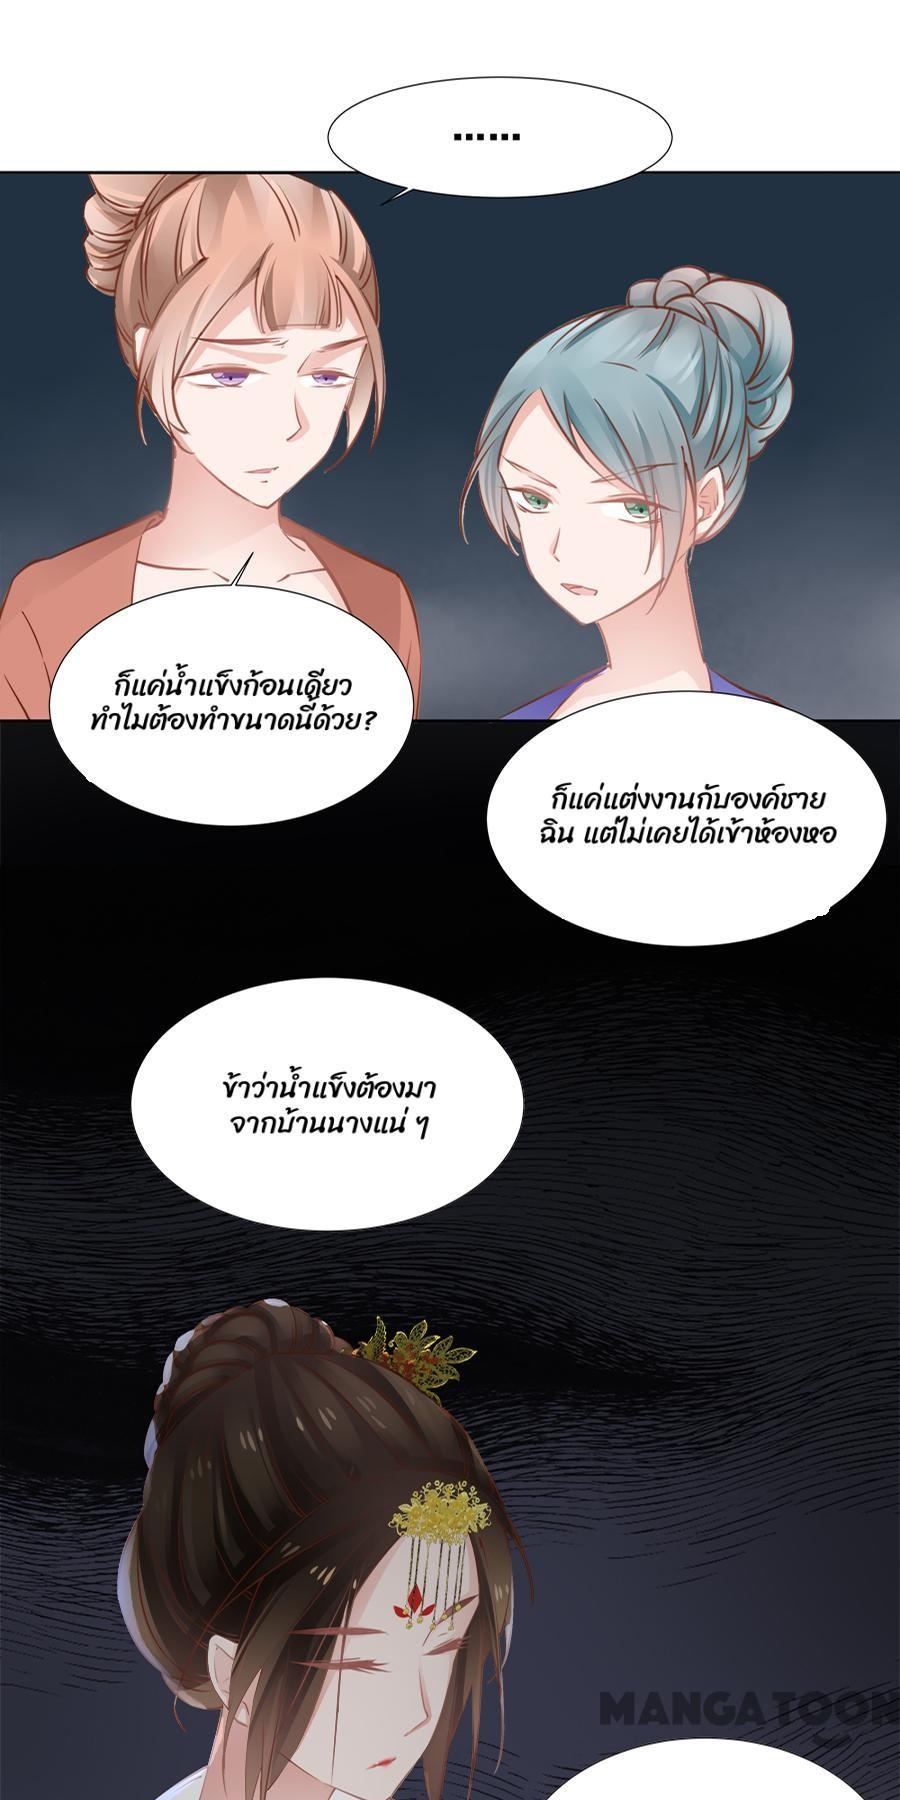 ......
ก็แค่น้ำแข็งก้อนเดียว
ทำไมต้องทำขนาดนี้ด้วย?
ก็แค่แต่งงานกับองค์ชาย
ฉิน แต่ไม่เคยได้เข้าห้องหอ
ข้าว่าน้ำแข็งต้องมา
จากบ้านนางแน่ ๆ
MANGA TOON